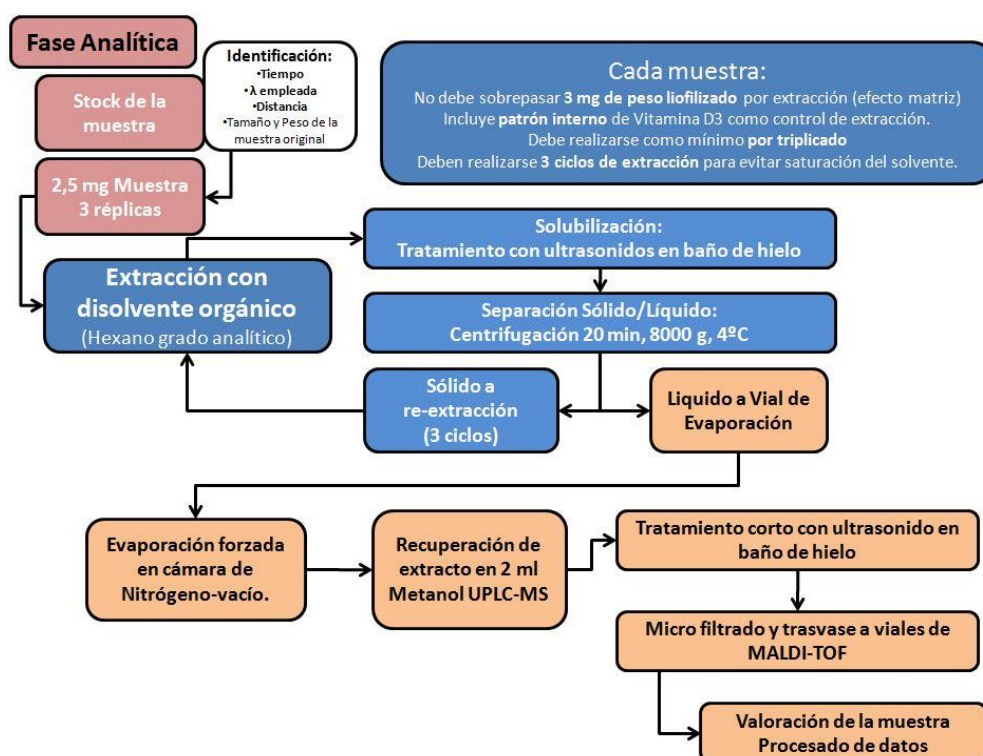 Fase Analítica
Identificación:
•Tiempo
•λ empleada
•Distancia
•Tamaño y Peso de la
muestra original
Stock de la
muestra
2,5 mg Muestra
3 réplicas
Cada muestra:
No debe sobrepasar 3 mg de peso liofilizado por extracción (efecto matriz)
Incluye patrón interno de Vitamina D3 como control de extracción.
Debe realizarse como mínimo por triplicado
Deben realizarse 3 ciclos de extracción para evitar saturación del solvente.
Extracción con
disolvente orgánico
(Hexano grado analítico)
Solubilización:
Tratamiento con ultrasonidos en baño de hielo
Separación Sólido/Líquido:
Centrifugación 20 min, 8000 g, 4ºC
Sólido a
re-extracción
(3 ciclos)
Liquido a Vial de
Evaporación
Evaporación forzada
en cámara de
Nitrógeno-vacío.
Recuperación de
extracto en 2 ml
Metanol UPLC-MS
Tratamiento corto con ultrasonido en
baño de hielo
Micro filtrado y trasvase a viales de
MALDI-TOF
Valoración de la muestra
Procesado de datos